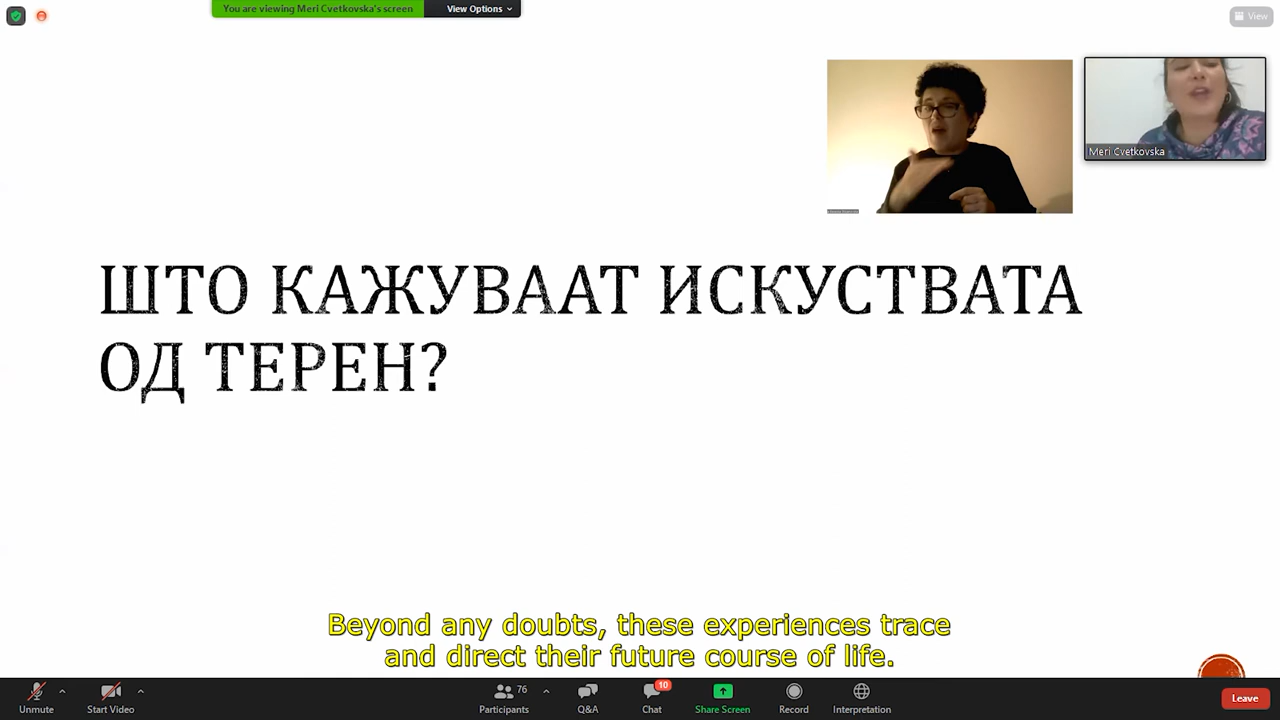 You are viewing Meri Cvetkovska's screen
View Options
View
Meri Cvetkovska
ШТО КАЖУВААТ ИСКУСТВАТА
ОД ТЕРЕН?
Beyond any doubts, these experiences trace
and direct their future course of life.
Unmute
Start Video
76
Participants
Q&A
10
Chat
Share Screen
Record
Interpretation
Leave